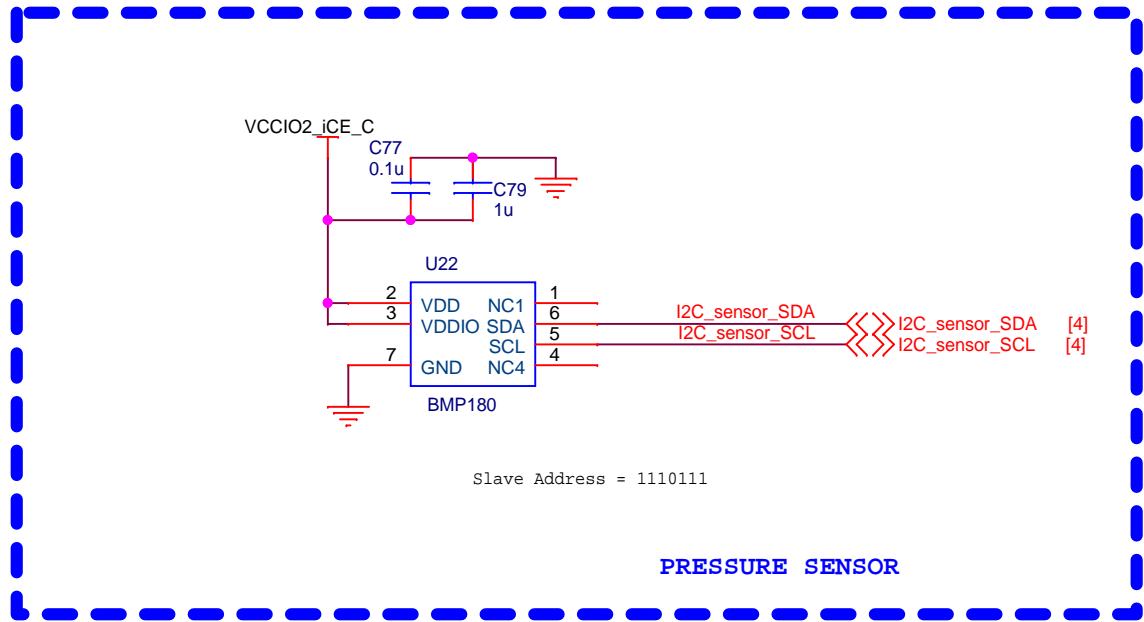 VCCIO2_iCE_C
C77
0.1u
C79
1u
U22
2 VDD NC1 1
3 VDDIO SDA 6 I2C_sensor_SDA I2C_sensor_SDA [4]
SCL 5 I2C_sensor_SCL I2C_sensor_SCL [4]
7 GND NC4 4
BMP180
Slave Address = 1110111
PRESSURE SENSOR